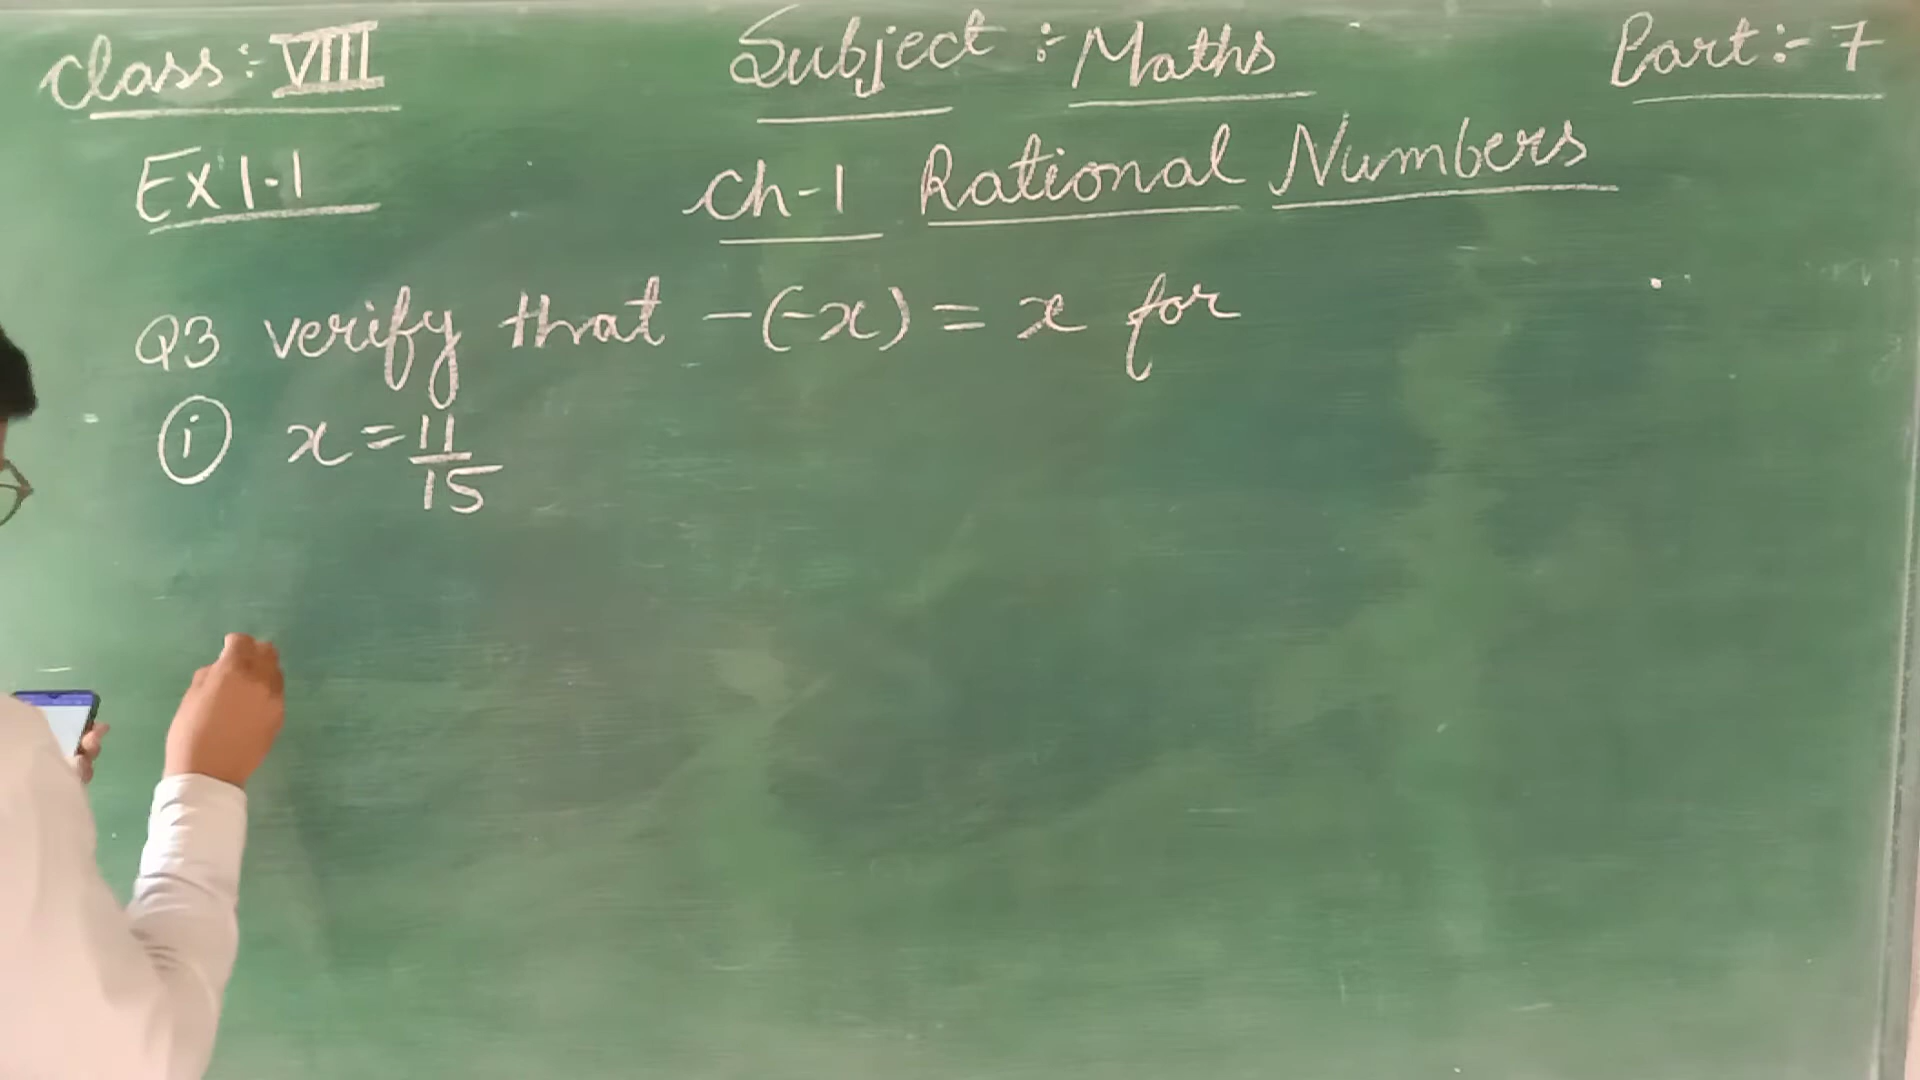 Class:- VIII Subject:- Maths Part:- 7
Ex 1.1 Ch-1 Rational Numbers
Q3 verify that -(-x) = x for
(i) x = 11/15